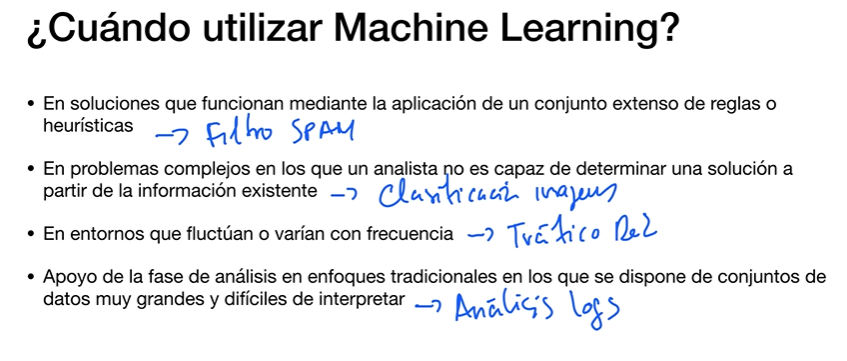 ¿Cuándo utilizar Machine Learning?
• En soluciones que funcionan mediante la aplicación de un conjunto extenso de reglas o
heurísticas → Filtro SPAM
• En problemas complejos en los que un analista no es capaz de determinar una solución a
partir de la información existente → Clasificación imagenes
• En entornos que fluctúan o varían con frecuencia → Tráfico Red
• Apoyo de la fase de análisis en enfoques tradicionales en los que se dispone de conjuntos de
datos muy grandes y difíciles de interpretar → Análisis logs